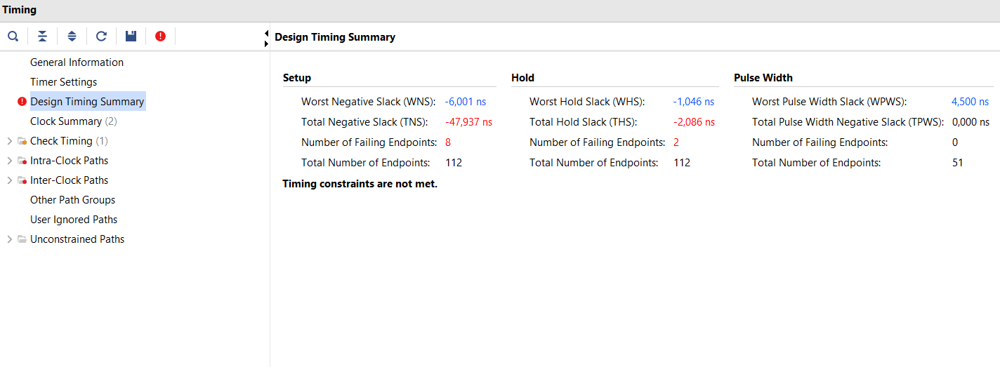 Timing
Design Timing Summary
General Information
Timer Settings
Design Timing Summary
Clock Summary (2)
Check Timing (1)
Intra-Clock Paths
Inter-Clock Paths
Other Path Groups
User Ignored Paths
Unconstrained Paths
Setup
Worst Negative Slack (WNS): -6,001 ns
Total Negative Slack (TNS): -47,937 ns
Number of Failing Endpoints: 8
Total Number of Endpoints: 112
Hold
Worst Hold Slack (WHS): -1,046 ns
Total Hold Slack (THS): -2,086 ns
Number of Failing Endpoints: 2
Total Number of Endpoints: 112
Pulse Width
Worst Pulse Width Slack (WPWS): 4,500 ns
Total Pulse Width Negative Slack (TPWS): 0,000 ns
Number of Failing Endpoints: 0
Total Number of Endpoints: 51
Timing constraints are not met.